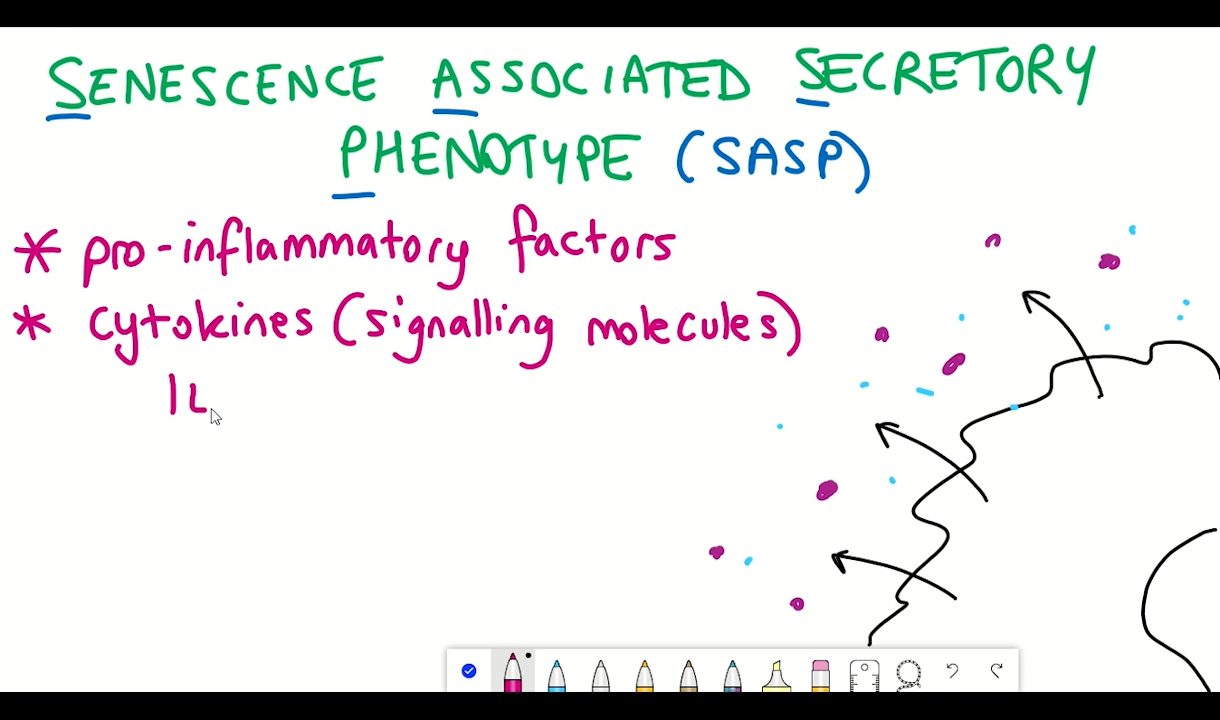 SENESCENCE ASSOCIATED SECRETORY
PHENOTYPE (SASP)
* pro-inflammatory factors
* cytokines (signalling molecules)
IL